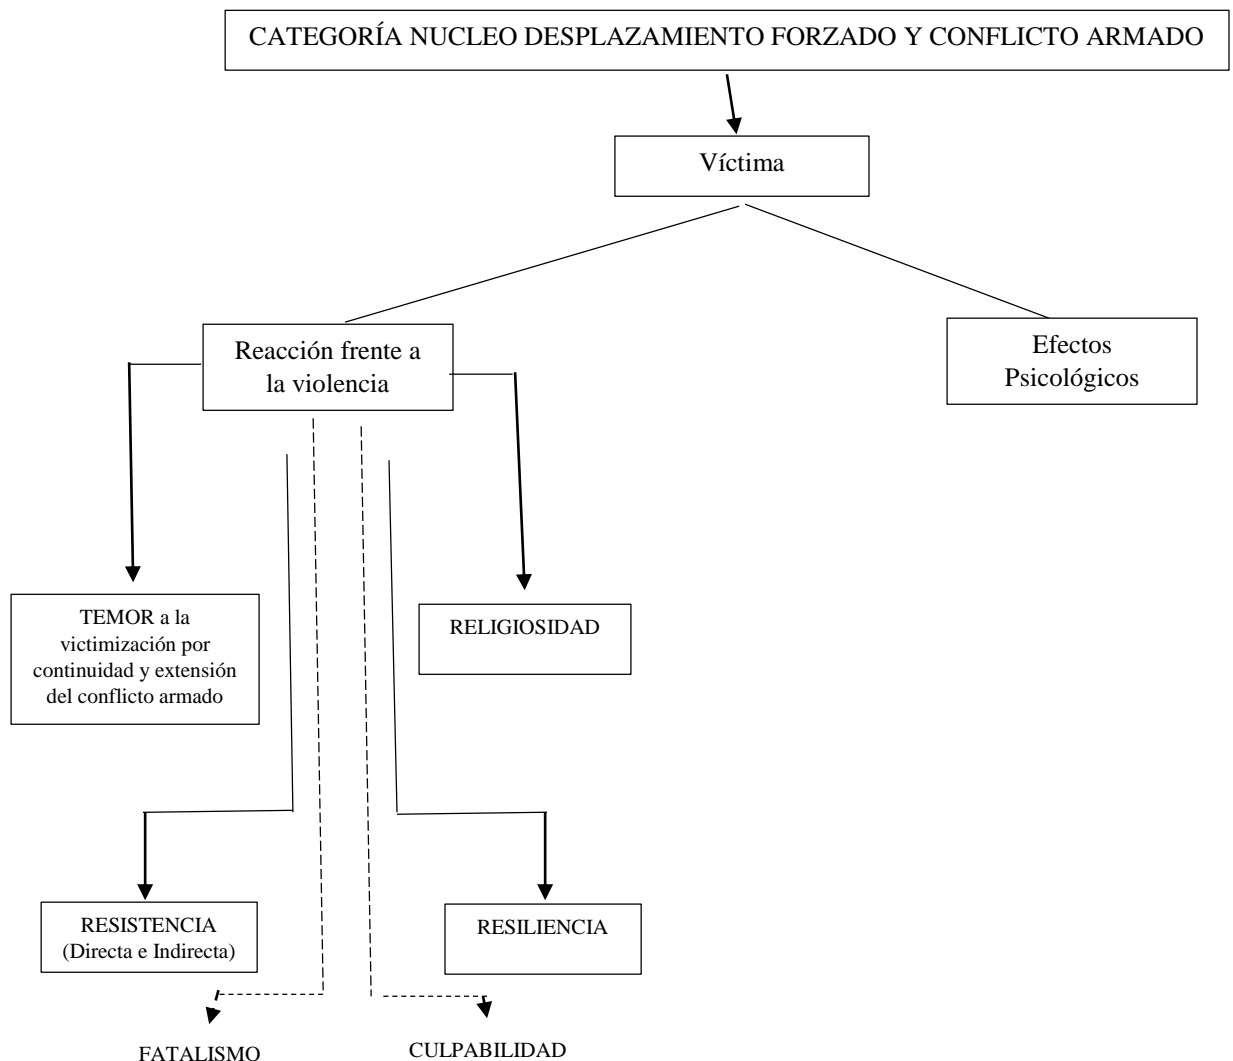 CATEGORÍA NUCLEO DESPLAZAMIENTO FORZADO Y CONFLICTO ARMADO
Víctima
Reacción frente a
la violencia
Efectos
Psicológicos
TEMOR a la
victimización por
continuidad y extensión
del conflicto armado
RELIGIOSIDAD
RESISTENCIA
(Directa e Indirecta)
RESILIENCIA
FATALISMO
CULPABILIDAD